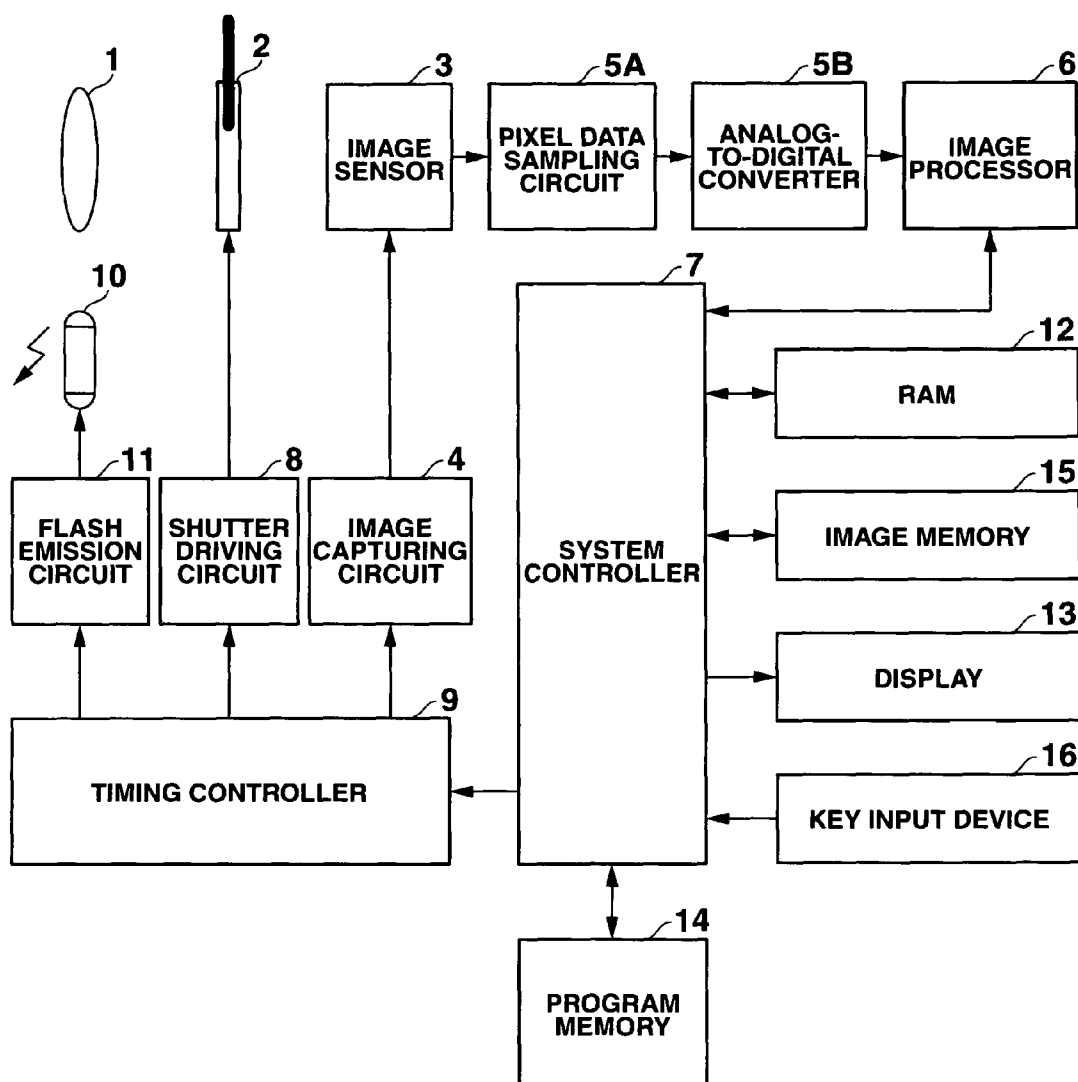 1
2
3
5A
5B
6
IMAGE
SENSOR
PIXEL DATA
SAMPLING
CIRCUIT
ANALOG-
TO-DIGITAL
CONVERTER
IMAGE
PROCESSOR
10
7
12
RAM
11
8
4
15
FLASH
EMISSION
CIRCUIT
SHUTTER
DRIVING
CIRCUIT
IMAGE
CAPTURING
CIRCUIT
SYSTEM
CONTROLLER
IMAGE MEMORY
13
DISPLAY
9
TIMING CONTROLLER
16
KEY INPUT DEVICE
14
PROGRAM
MEMORY